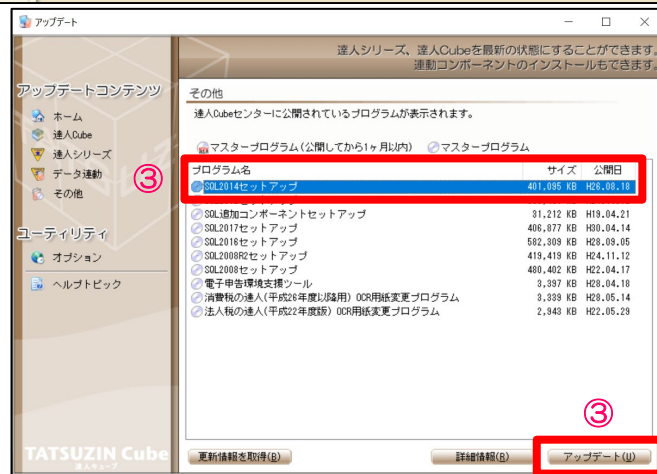 アップデート
達人シリーズ、達人Cubeを最新の状態にすることができます。
連動コンポーネントのインストールもできます。
アップデートコンテンツ
ホーム
達人Cube
達人シリーズ
データ連動
その他
③
ユーティリティ
オプション
ヘルプトピック
その他
達人Cubeセンターに公開されているプログラムが表示されます。
マスタープログラム(公開してから1ヶ月以内) マスタープログラム
プログラム名 サイズ 公開日
SQL2014セットアップ 401,095 KB H26.08.18
SQL追加コンポーネントセットアップ 31,212 KB H19.04.21
SQL2017セットアップ 406,877 KB H30.04.14
SQL2016セットアップ 582,309 KB H28.09.05
SQL2008R2セットアップ 419,419 KB H24.11.12
SQL2008セットアップ 480,402 KB H22.04.17
電子申告環境支援ツール 3,397 KB H28.04.18
消費税の達人(平成26年度以降用) OCR用紙変更プログラム 3,339 KB H28.05.14
法人税の達人(平成22年度版) OCR用紙変更プログラム 2,943 KB H22.05.29
③
TATSUZIN Cube
達人キューブ
更新情報を取得(B) 詳細情報(R) アップデート(U)